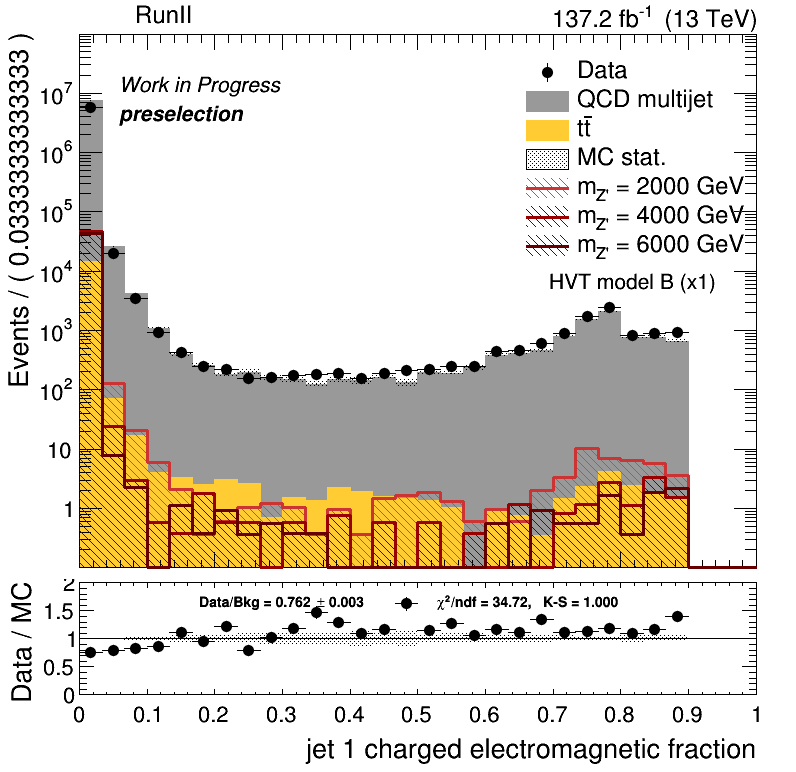 RunII 137.2 fb⁻¹ (13 TeV)
Work in Progress
preselection
Data
QCD multijet
tt̄
MC stat.
m_Z' = 2000 GeV
m_Z' = 4000 GeV
m_Z' = 6000 GeV
HVT model B (x1)
Events / ( 0.0333333333333333 )
10⁷
10⁶
10⁵
10⁴
10³
10²
10
1
Data/Bkg = 0.762 ± 0.003 χ²/ndf = 34.72, K-S = 1.000
Data / MC
2
1.5
1
0.5
0
0 0.1 0.2 0.3 0.4 0.5 0.6 0.7 0.8 0.9 1
jet 1 charged electromagnetic fraction